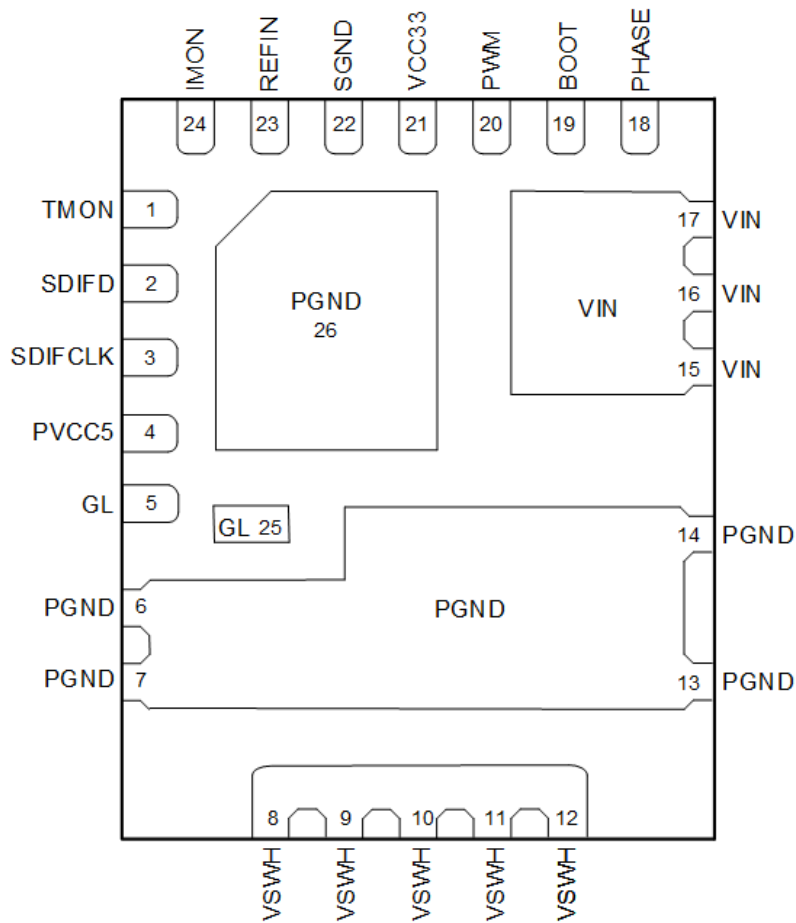 IMON
REFIN
SGND
VCC33
PWM
BOOT
PHASE
24
23
22
21
20
19
18
TMON 1
SDIFD 2
SDIFCLK 3
PVCC5 4
GL 5
PGND 6
PGND 7
PGND
26
VIN
17 VIN
16 VIN
15 VIN
GL 25
14 PGND
PGND
13 PGND
8
9
10
11
12
VSWH
VSWH
VSWH
VSWH
VSWH